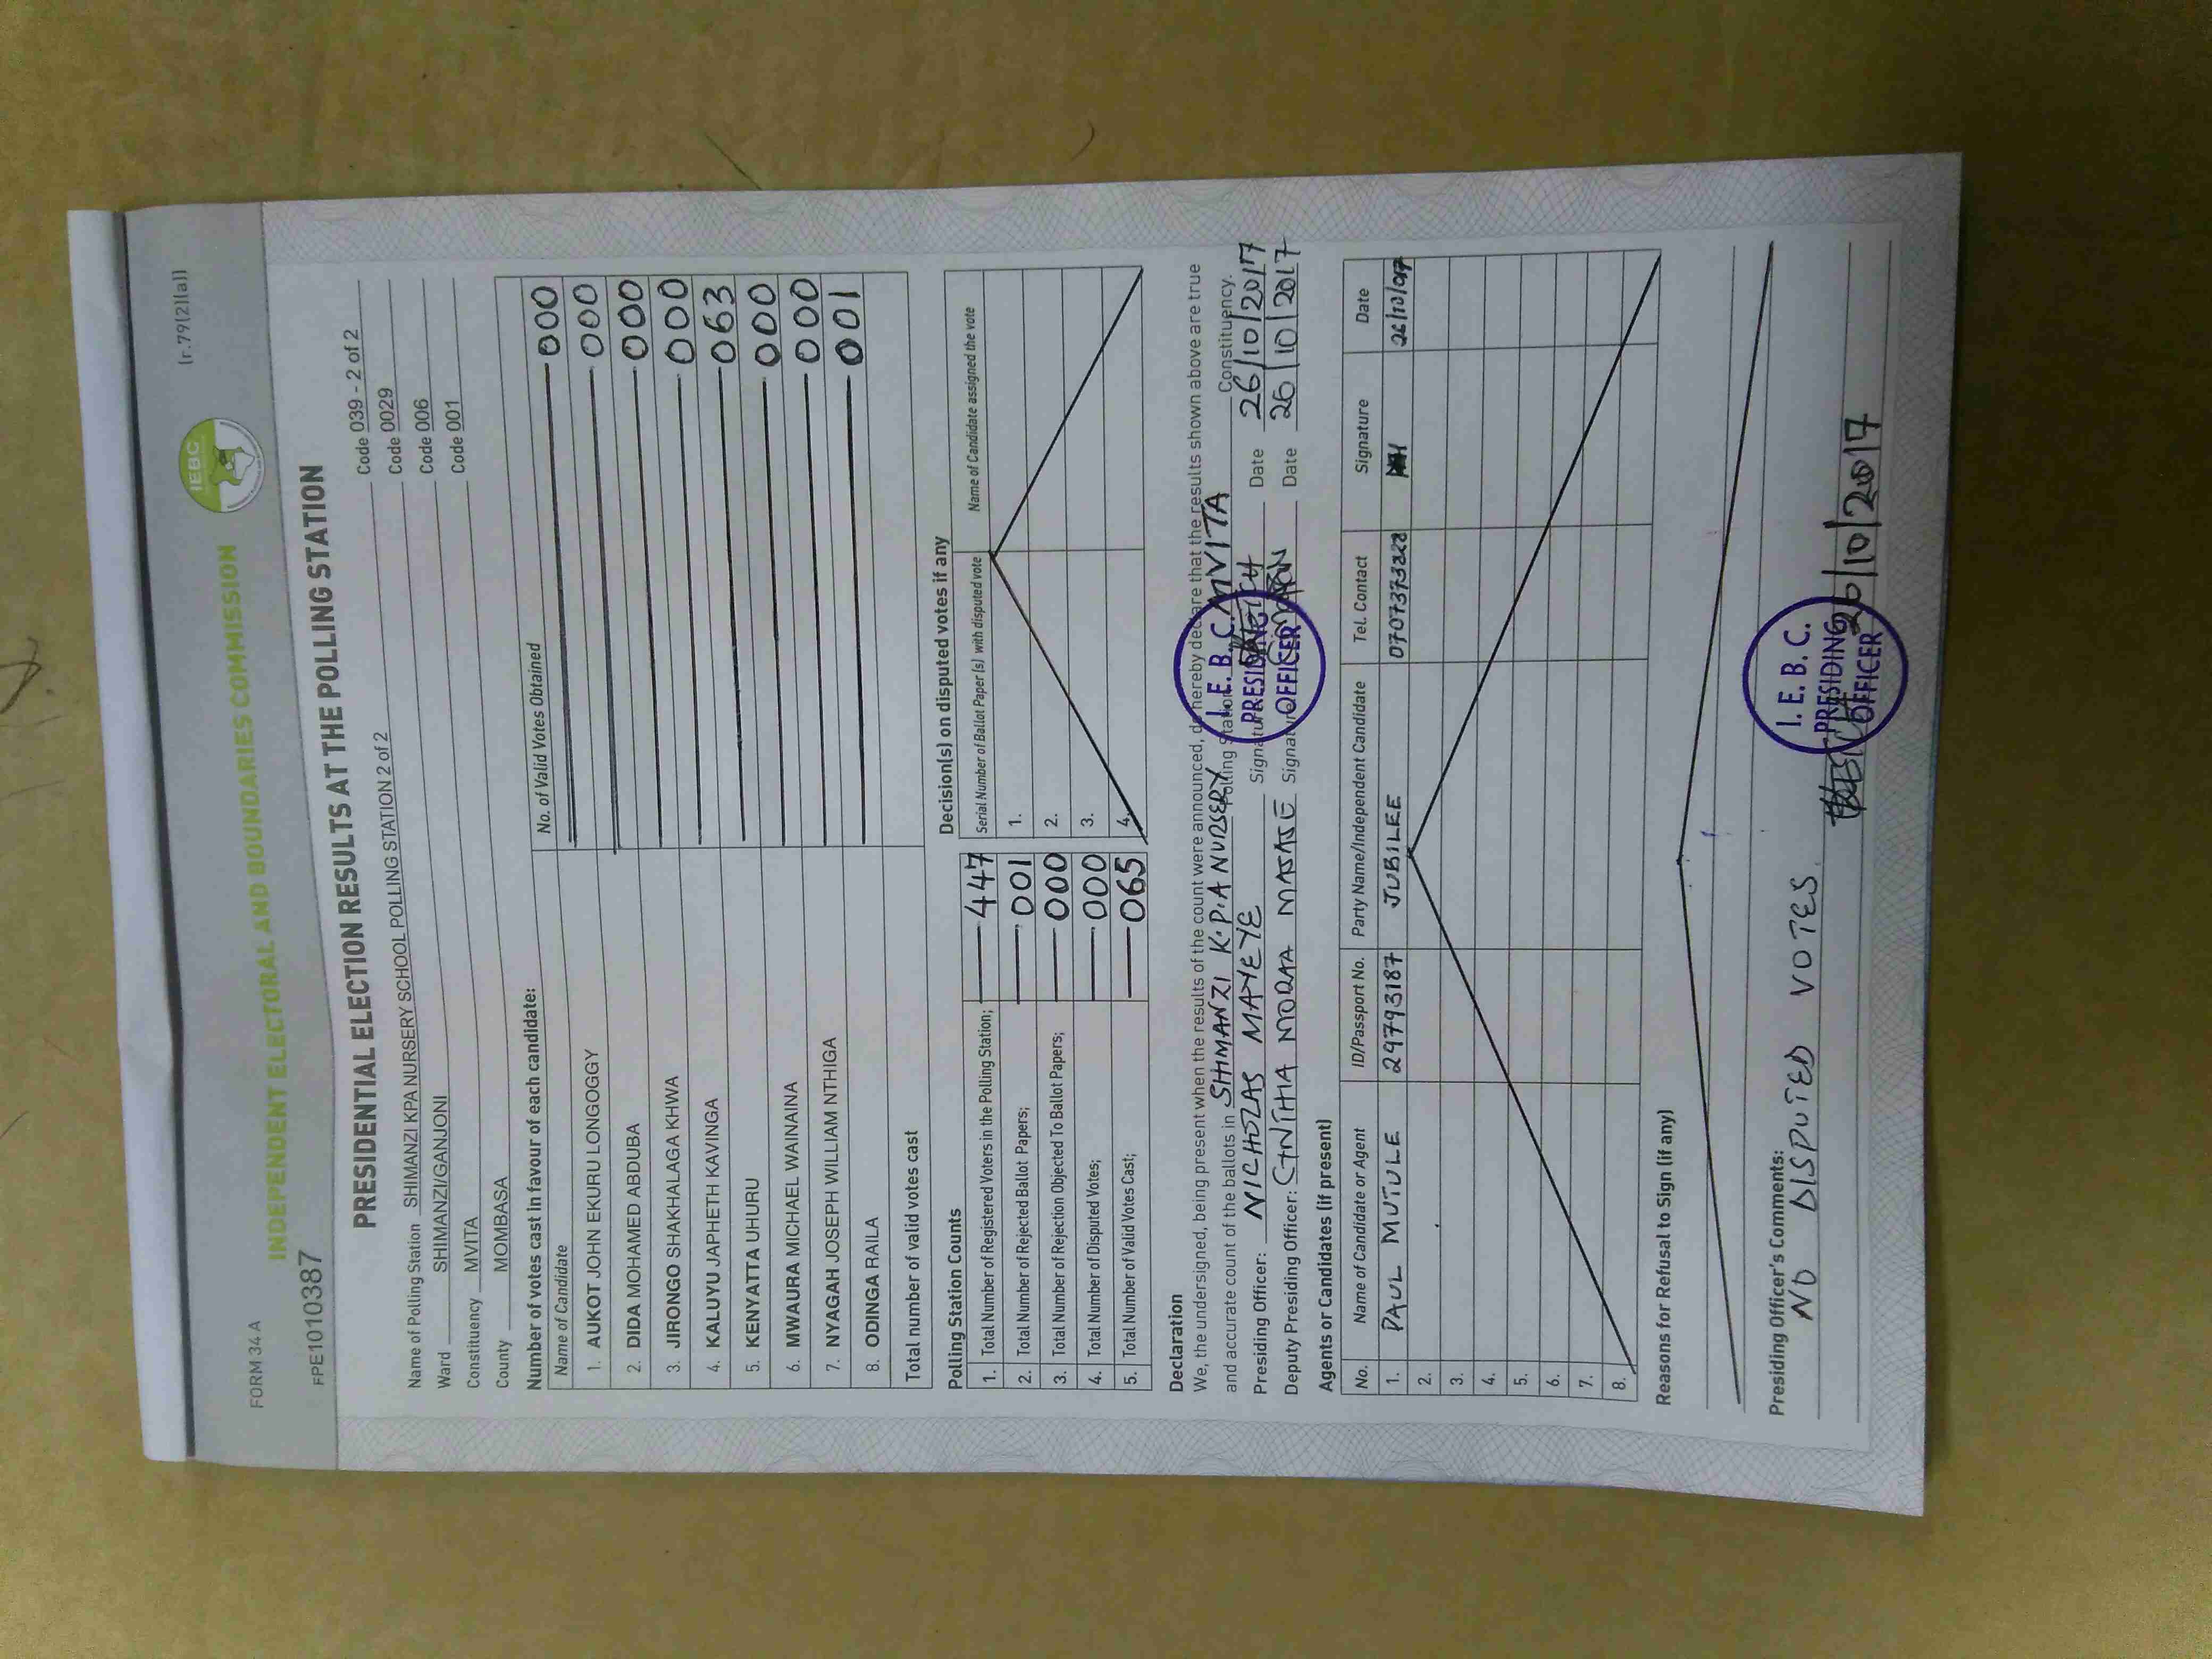 FORM 34 A
[r.79(2)(a)]
IEBC
INDEPENDENT ELECTORAL AND BOUNDARIES COMMISSION
FPE1010387
PRESIDENTIAL ELECTION RESULTS AT THE POLLING STATION
Name of Polling Station SHIMANZI KPA NURSERY SCHOOL POLLING STATION 2 of 2 Code 039 - 2 of 2
Ward SHIMANZI/GANJONI Code 0029
Constituency MVITA Code 006
County MOMBASA Code 001
Number of votes cast in favour of each candidate:
Name of Candidate No. of Valid Votes Obtained
1. AUKOT JOHN EKURU LONGOGGY 000
2. DIDA MOHAMED ABDUBA 000
3. JIRONGO SHAKHALAGA KHWA 000
4. KALUYU JAPHETH KAVINGA 000
5. KENYATTA UHURU 063
6. MWAURA MICHAEL WAINAINA 000
7. NYAGAH JOSEPH WILLIAM NTHIGA 000
8. ODINGA RAILA 001
Total number of valid votes cast
Polling Station Counts
1. Total Number of Registered Voters in the Polling Station; 447
2. Total Number of Rejected Ballot Papers; 001
3. Total Number of Rejection Objected To Ballot Papers; 000
4. Total Number of Disputed Votes; 000
5. Total Number of Valid Votes Cast; 065
Decision(s) on disputed votes if any
Serial Number of Ballot Paper (s) with disputed vote Name of Candidate assigned the vote
1.
2.
3.
4.
Declaration
We, the undersigned, being present when the results of the count were announced, do hereby declare that the results shown above are true
and accurate count of the ballots in SHIMANZI K.P.A NURSERY Polling Station MVITA Constituency.
Presiding Officer: NICHOLAS MAYEYE Signature Date 26/10/2017
Deputy Presiding Officer: CYNTHIA MORAA MASASE Signature Date 26/10/2017
I. E. B. C.
PRESIDING
OFFICER
Agents or Candidates (if present)
No. Name of Candidate or Agent ID/Passport No. Party Name/Independent Candidate Tel. Contact Signature Date
1. PAUL MUTULE 29793187 JUBILEE 0707373328 26/10/017
2.
3.
4.
5.
6.
7.
8.
Reasons for Refusal to Sign (if any)
Presiding Officer's Comments:
NO DISPUTED VOTES.
I. E. B. C.
PRESIDING
OFFICER
26/10/2017